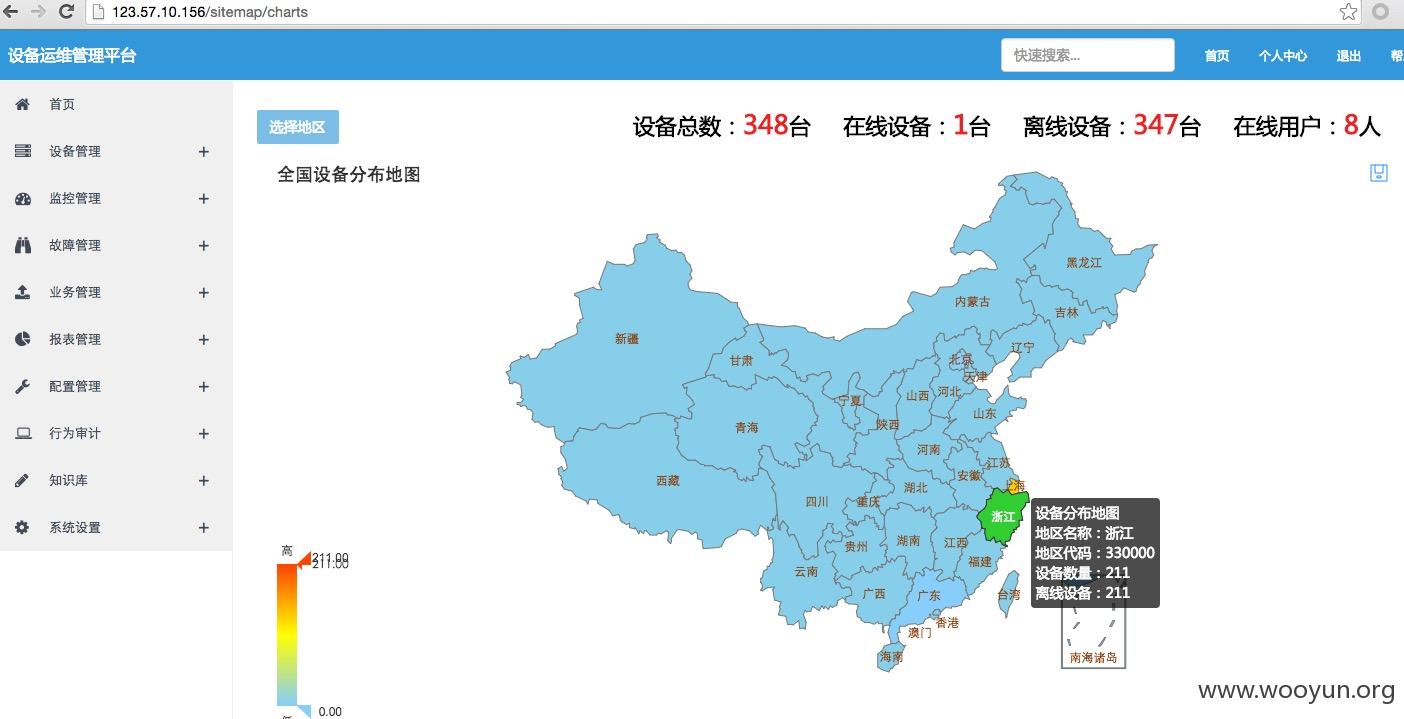 123.57.10.156/sitemap/charts
设备运维管理平台
快速搜索...
首页
个人中心
退出
首页
设备管理
监控管理
故障管理
业务管理
报表管理
配置管理
行为审计
知识库
系统设置
选择地区
设备总数：348台 在线设备：1台 离线设备：347台 在线用户：8人
全国设备分布地图
黑龙江
内蒙古
吉林
新疆
辽宁
甘肃
北京
天津
宁夏
山西
河北
山东
青海
陕西
河南
江苏
西藏
安徽
上海
四川
重庆
湖北
浙江
贵州
湖南
江西
云南
福建
广西
广东
台湾
香港
澳门
海南
南海诸岛
设备分布地图
地区名称：浙江
地区代码：330000
设备数量：211
离线设备：211
高
211.00
211.00
0.00
www.wooyun.org